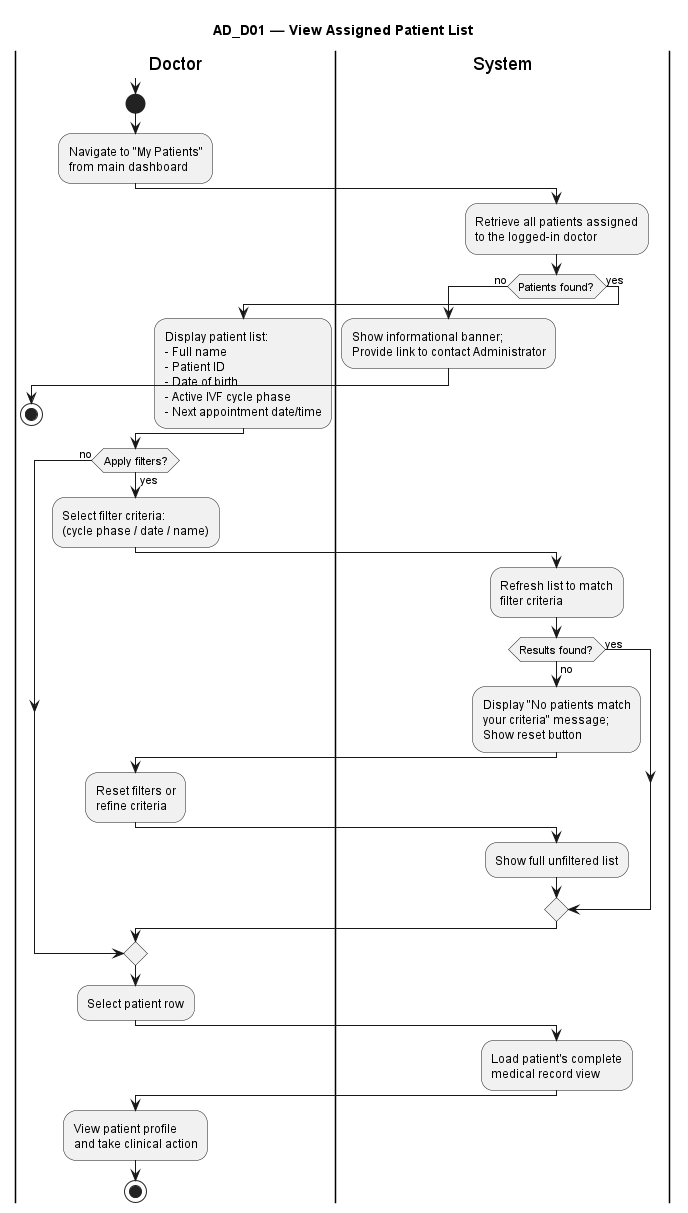 AD_D01 — View Assigned Patient List
Doctor
System
Navigate to "My Patients"
from main dashboard
Retrieve all patients assigned
to the logged-in doctor
Patients found?
no
yes
Display patient list:
- Full name
- Patient ID
- Date of birth
- Active IVF cycle phase
- Next appointment date/time
Show informational banner;
Provide link to contact Administrator
Apply filters?
no
yes
Select filter criteria:
(cycle phase / date / name)
Refresh list to match
filter criteria
Results found?
yes
no
Display "No patients match
your criteria" message;
Show reset button
Reset filters or
refine criteria
Show full unfiltered list
Select patient row
Load patient's complete
medical record view
View patient profile
and take clinical action